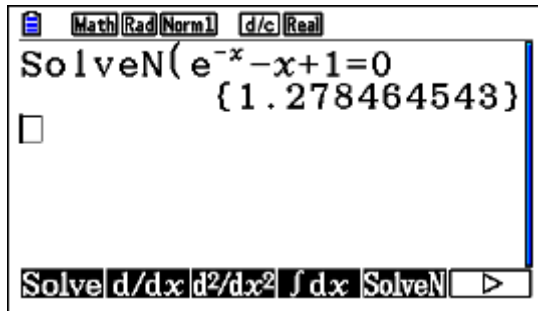 Math Rad Norm1 d/c Real
SolveN(e⁻ˣ−x+1=0
{1.278464543}
Solve d/dx d²/dx² ∫dx SolveN ▷